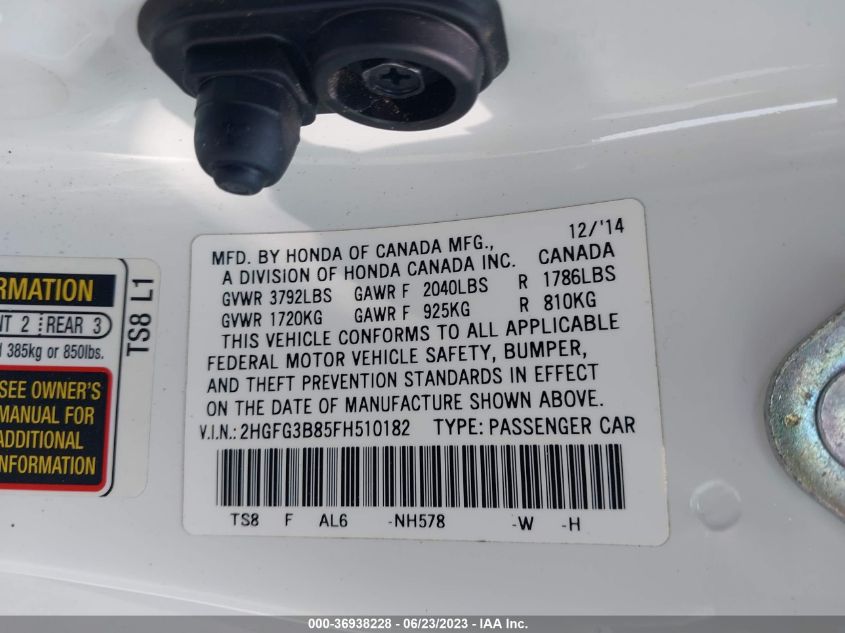 12/'14
MFD. BY HONDA OF CANADA MFG.,
A DIVISION OF HONDA CANADA INC. CANADA
GVWR 3792LBS GAWR F 2040LBS R 1786LBS
GVWR 1720KG GAWR F 925KG R 810KG
THIS VEHICLE CONFORMS TO ALL APPLICABLE
FEDERAL MOTOR VEHICLE SAFETY, BUMPER,
AND THEFT PREVENTION STANDARDS IN EFFECT
ON THE DATE OF MANUFACTURE SHOWN ABOVE.
V.I.N.: 2HGFG3B85FH510182 TYPE: PASSENGER CAR
TS8 F AL6 -NH578 -W -H
RMATION
NT 2 REAR 3
385kg or 850lbs.
SEE OWNER'S
MANUAL FOR
ADDITIONAL
INFORMATION
TS8 L1
000-36938228 - 06/23/2023 - IAA Inc.